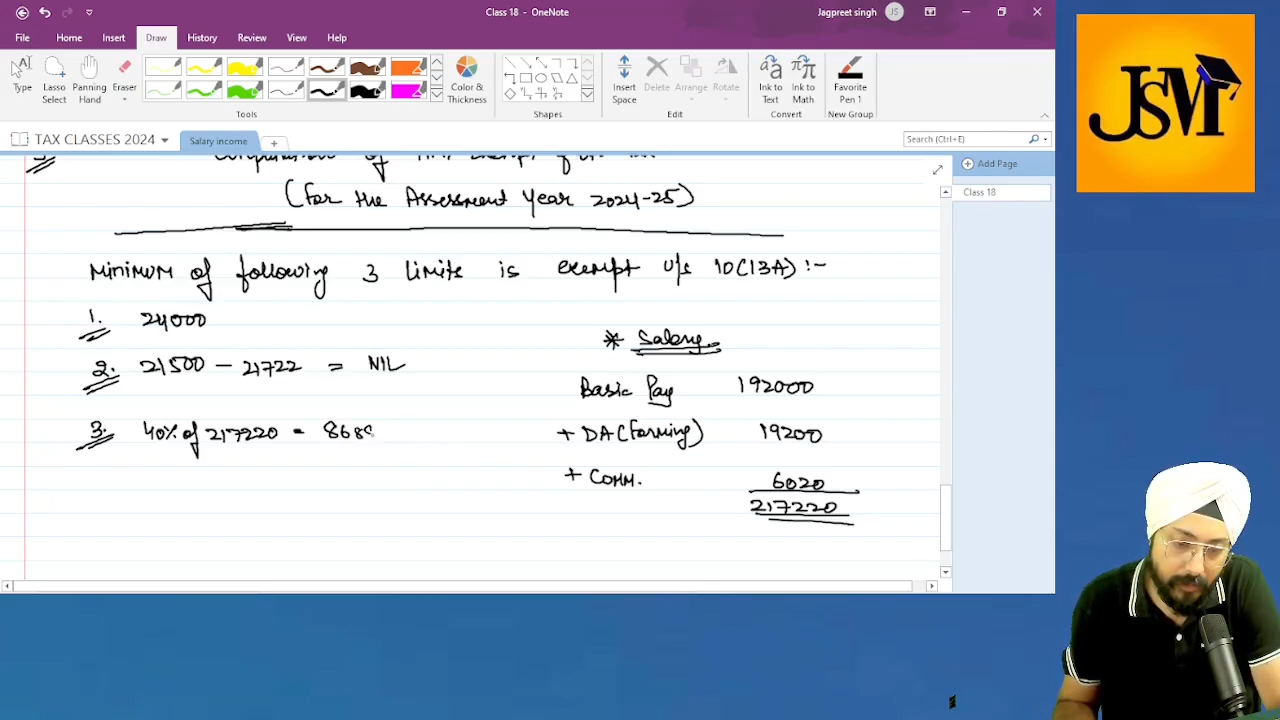 Class 18 - OneNote
Jagpreet singh JS
File Home Insert Draw History Review View Help
Type Lasso Select Panning Hand Eraser Color & Thickness Insert Space Delete Arrange Rotate Ink to Text Ink to Math Favorite Pen 1
Tools Shapes Edit Convert New Group
TAX CLASSES 2024 Salary income + Search (Ctrl+E)
Add Page
Class 18
JSM
(For the Assessment Year 2024-25)
Minimum of following 3 limits is exempt u/s 10(13A) :-
1. 24000
* Salary
2. 21500 - 21722 = NIL
Basic Pay 192000
3. 40% of 217220 = 868
+ DA (forming) 19200
+ Comm. 6020
217220